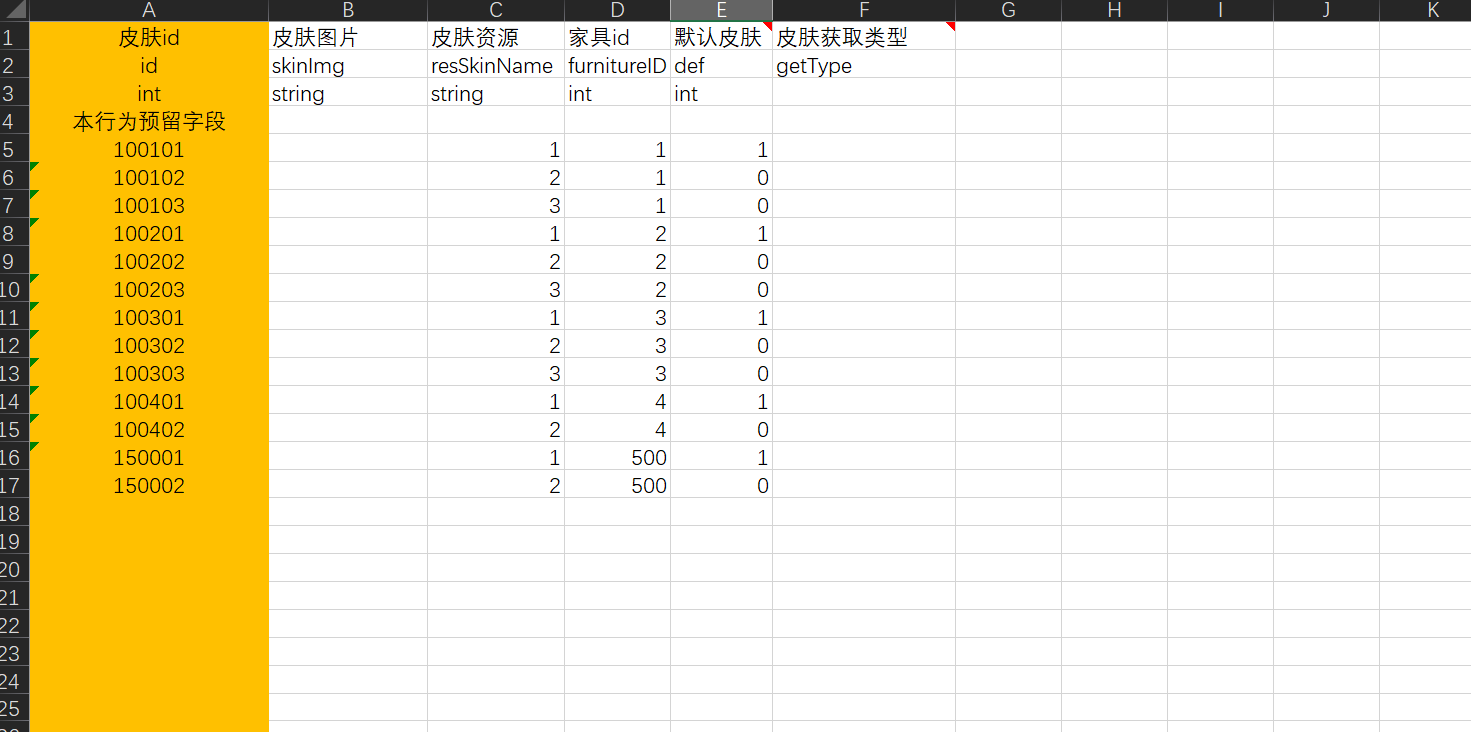 A B C D E F G H I J K
1 皮肤id 皮肤图片 皮肤资源 家具id 默认皮肤 皮肤获取类型
2 id skinImg resSkinName furnitureID def getType
3 int string string int int
4 本行为预留字段
5 100101 1 1 1
6 100102 2 1 0
7 100103 3 1 0
8 100201 1 2 1
9 100202 2 2 0
10 100203 3 2 0
11 100301 1 3 1
12 100302 2 3 0
13 100303 3 3 0
14 100401 1 4 1
15 100402 2 4 0
16 150001 1 500 1
17 150002 2 500 0
18
19
20
21
22
23
24
25